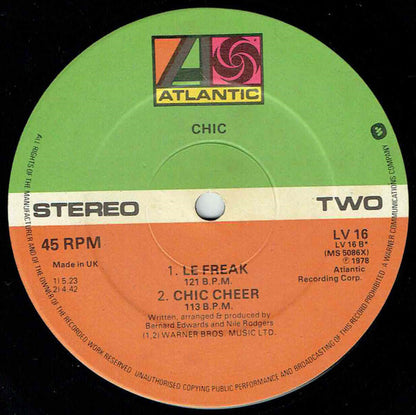 ATLANTIC
CHIC
STEREO TWO
45 RPM
LV 16
LV 16 B*
(MS 5086X)
Ⓟ 1978
Atlantic
Recording Corp.
Made in UK
1) 5.23
2) 4.42
1. LE FREAK
121 B.P.M.
2. CHIC CHEER
113 B.P.M.
Written, arranged & produced by
Bernard Edwards and Nile Rodgers
(1,2) WARNER BROS. MUSIC LTD.
ALL RIGHTS OF THE MANUFACTURER AND OF THE OWNER OF THE RECORDED WORK RESERVED. UNAUTHORISED COPYING PUBLIC PERFORMANCE AND BROADCASTING OF THIS RECORD PROHIBITED. A WARNER COMMUNICATIONS COMPANY